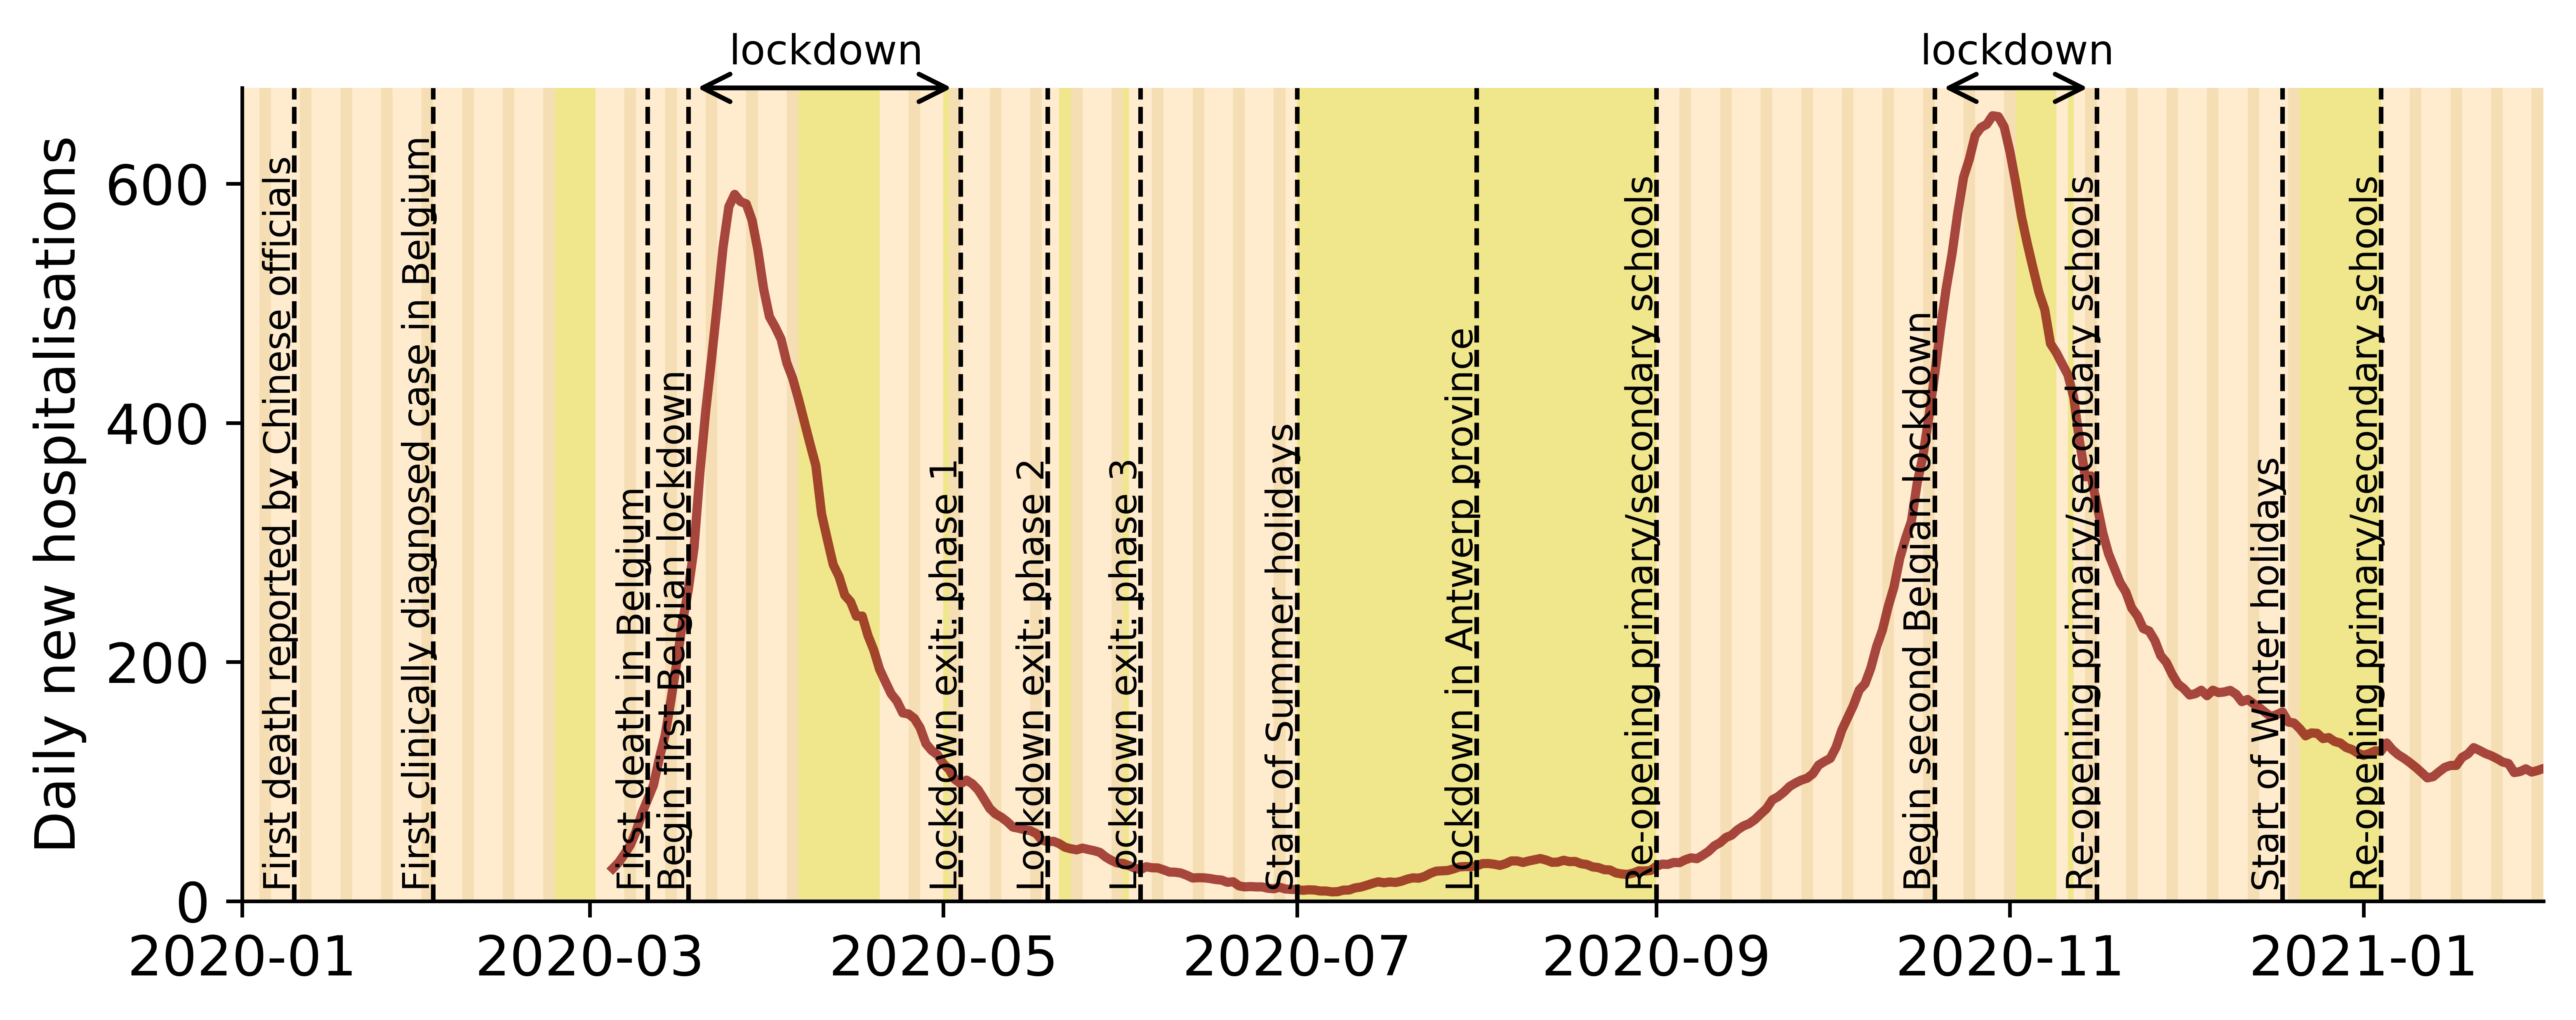 lockdown
lockdown
Daily new hospitalisations
600
400
200
0
First death reported by Chinese officials
First clinically diagnosed case in Belgium
First death in Belgium
Begin first Belgian lockdown
Lockdown exit: phase 1
Lockdown exit: phase 2
Lockdown exit: phase 3
Start of Summer holidays
Lockdown in Antwerp province
Re-opening primary/secondary schools
Begin second Belgian lockdown
Re-opening primary/secondary schools
Start of Winter holidays
Re-opening primary/secondary schools
2020-01
2020-03
2020-05
2020-07
2020-09
2020-11
2021-01